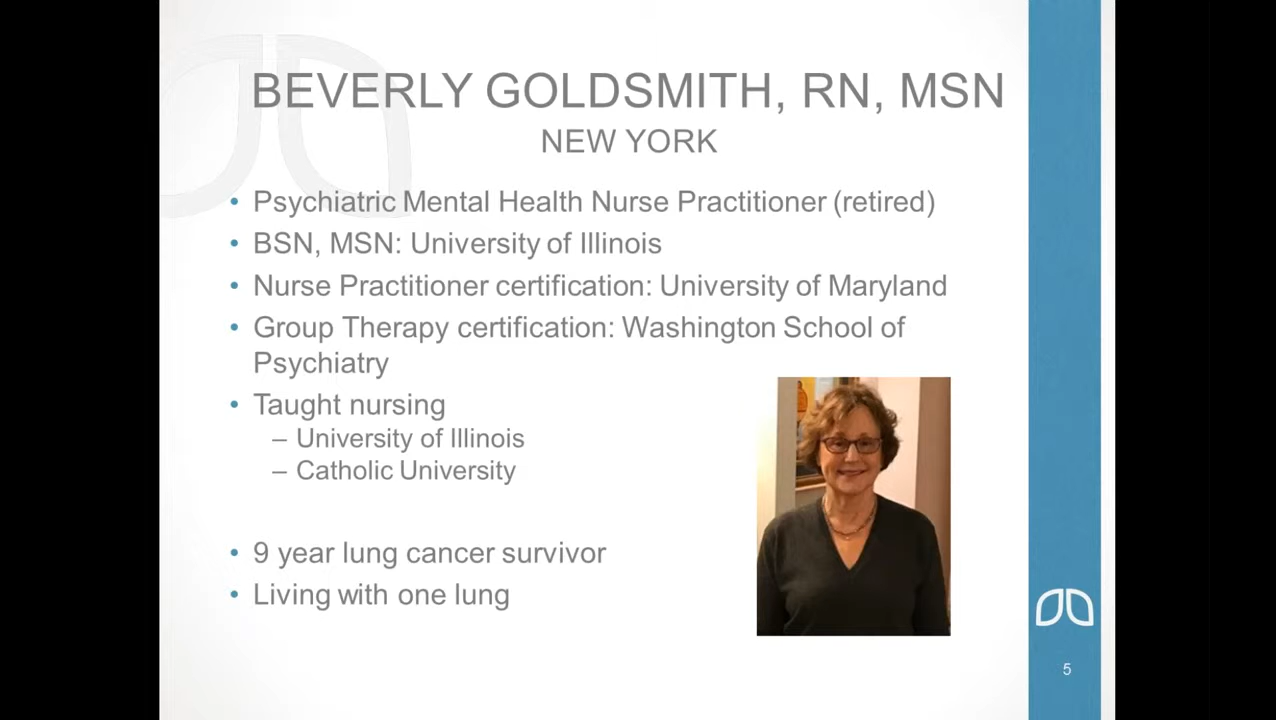 BEVERLY GOLDSMITH, RN, MSN
NEW YORK
• Psychiatric Mental Health Nurse Practitioner (retired)
• BSN, MSN: University of Illinois
• Nurse Practitioner certification: University of Maryland
• Group Therapy certification: Washington School of
Psychiatry
• Taught nursing
– University of Illinois
– Catholic University
• 9 year lung cancer survivor
• Living with one lung
5